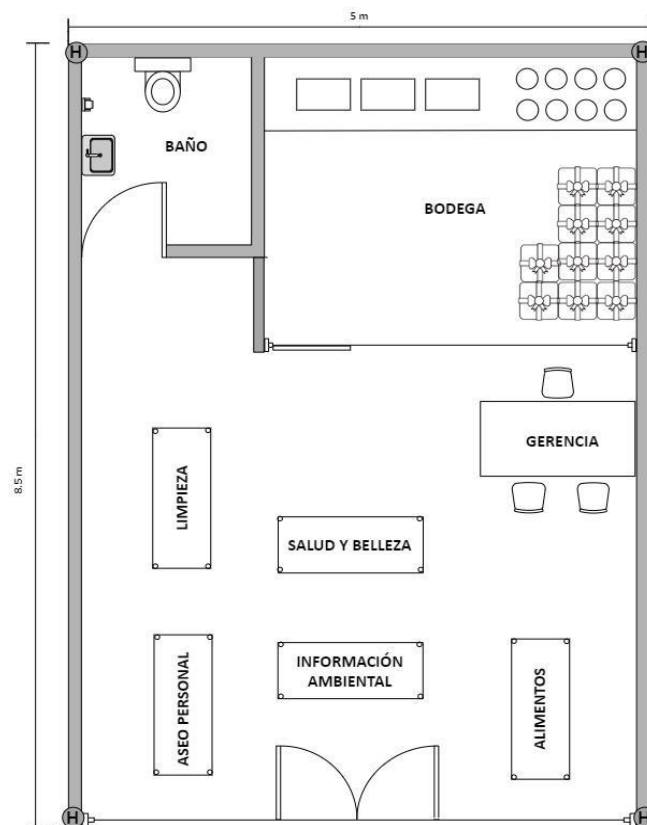 5 m
H
H
BAÑO
BODEGA
8.5 m
GERENCIA
LIMPIEZA
SALUD Y BELLEZA
ASEO PERSONAL
INFORMACIÓN
AMBIENTAL
ALIMENTOS
H
H